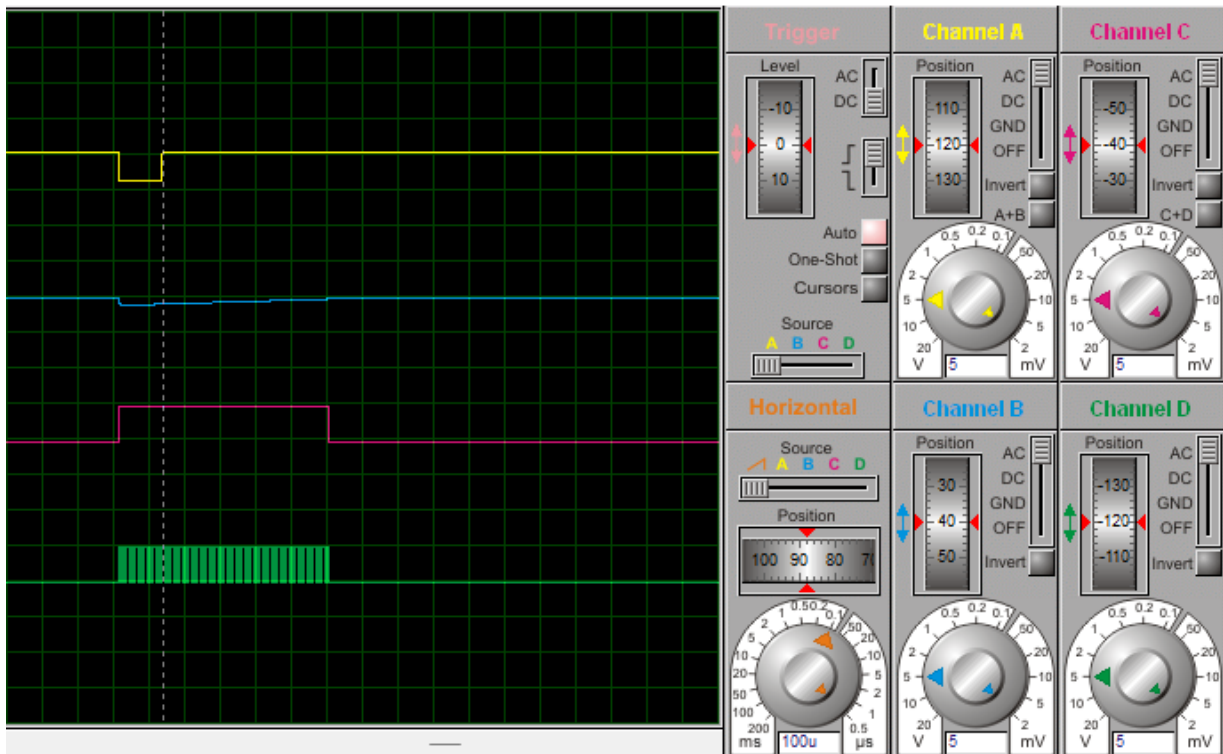 Trigger
Level
AC
DC
-10
0
10
Auto
One-Shot
Cursors
Source
A B C D
Channel A
Position
110
120
130
AC
DC
GND
OFF
Invert
A+B
20 10 5 2 1 0.5 0.2 0.1 50 20 10 5 2
V 5 mV
Channel C
Position
-50
-40
-30
AC
DC
GND
OFF
Invert
C+D
20 10 5 2 1 0.5 0.2 0.1 50 20 10 5 2
V 5 mV
Horizontal
Source
A B C D
Position
100 90 80
200 100 50 20 10 5 2 1 0.5 0.2 0.1 50 20 10 5 2 1 0.5
ms 100u µs
Channel B
Position
30
40
50
AC
DC
GND
OFF
Invert
20 10 5 2 1 0.5 0.2 0.1 50 20 10 5 2
V 5 mV
Channel D
Position
-130
-120
-110
AC
DC
GND
OFF
Invert
20 10 5 2 1 0.5 0.2 0.1 50 20 10 5 2
V 5 mV